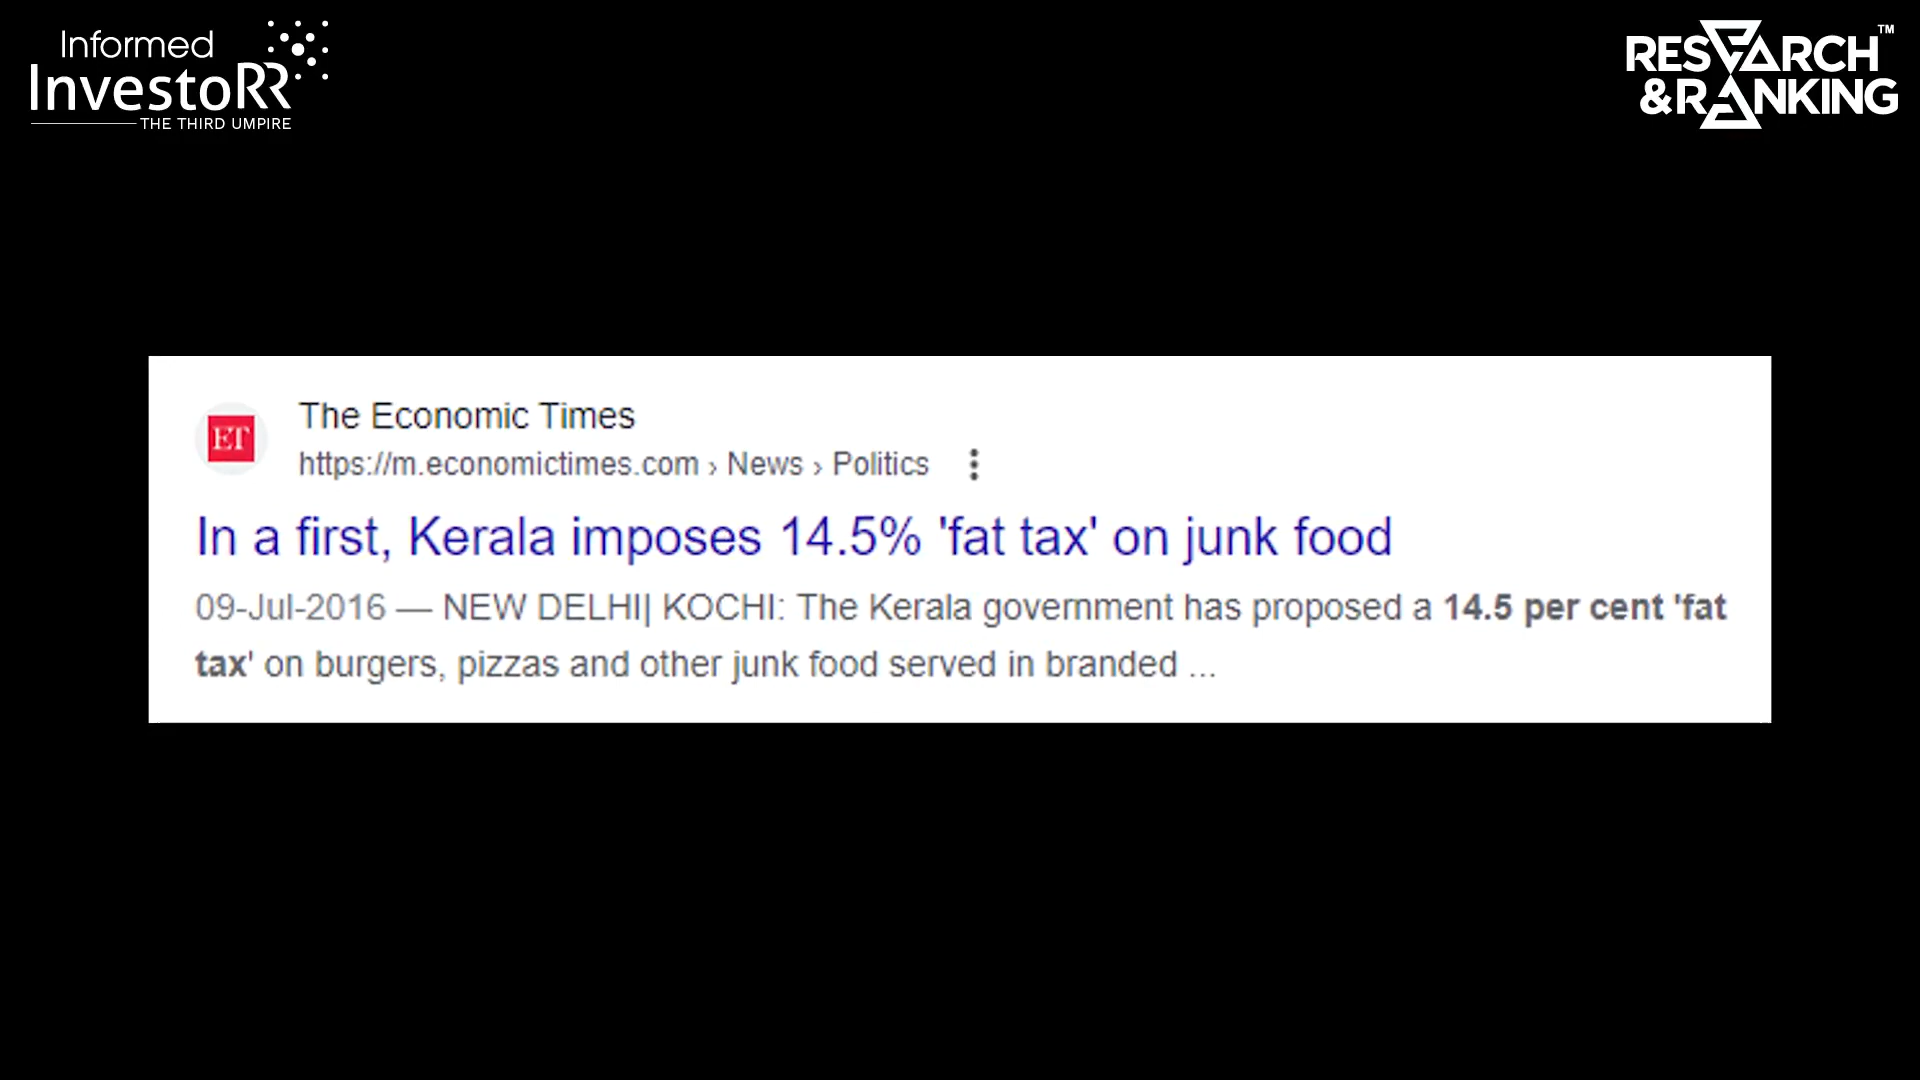 Informed
InvestoRR
THE THIRD UMPIRE
RESEARCH™
&RANKING
ET
The Economic Times
https://m.economictimes.com › News › Politics
In a first, Kerala imposes 14.5% 'fat tax' on junk food
09-Jul-2016 — NEW DELHI| KOCHI: The Kerala government has proposed a 14.5 per cent 'fat
tax' on burgers, pizzas and other junk food served in branded ...